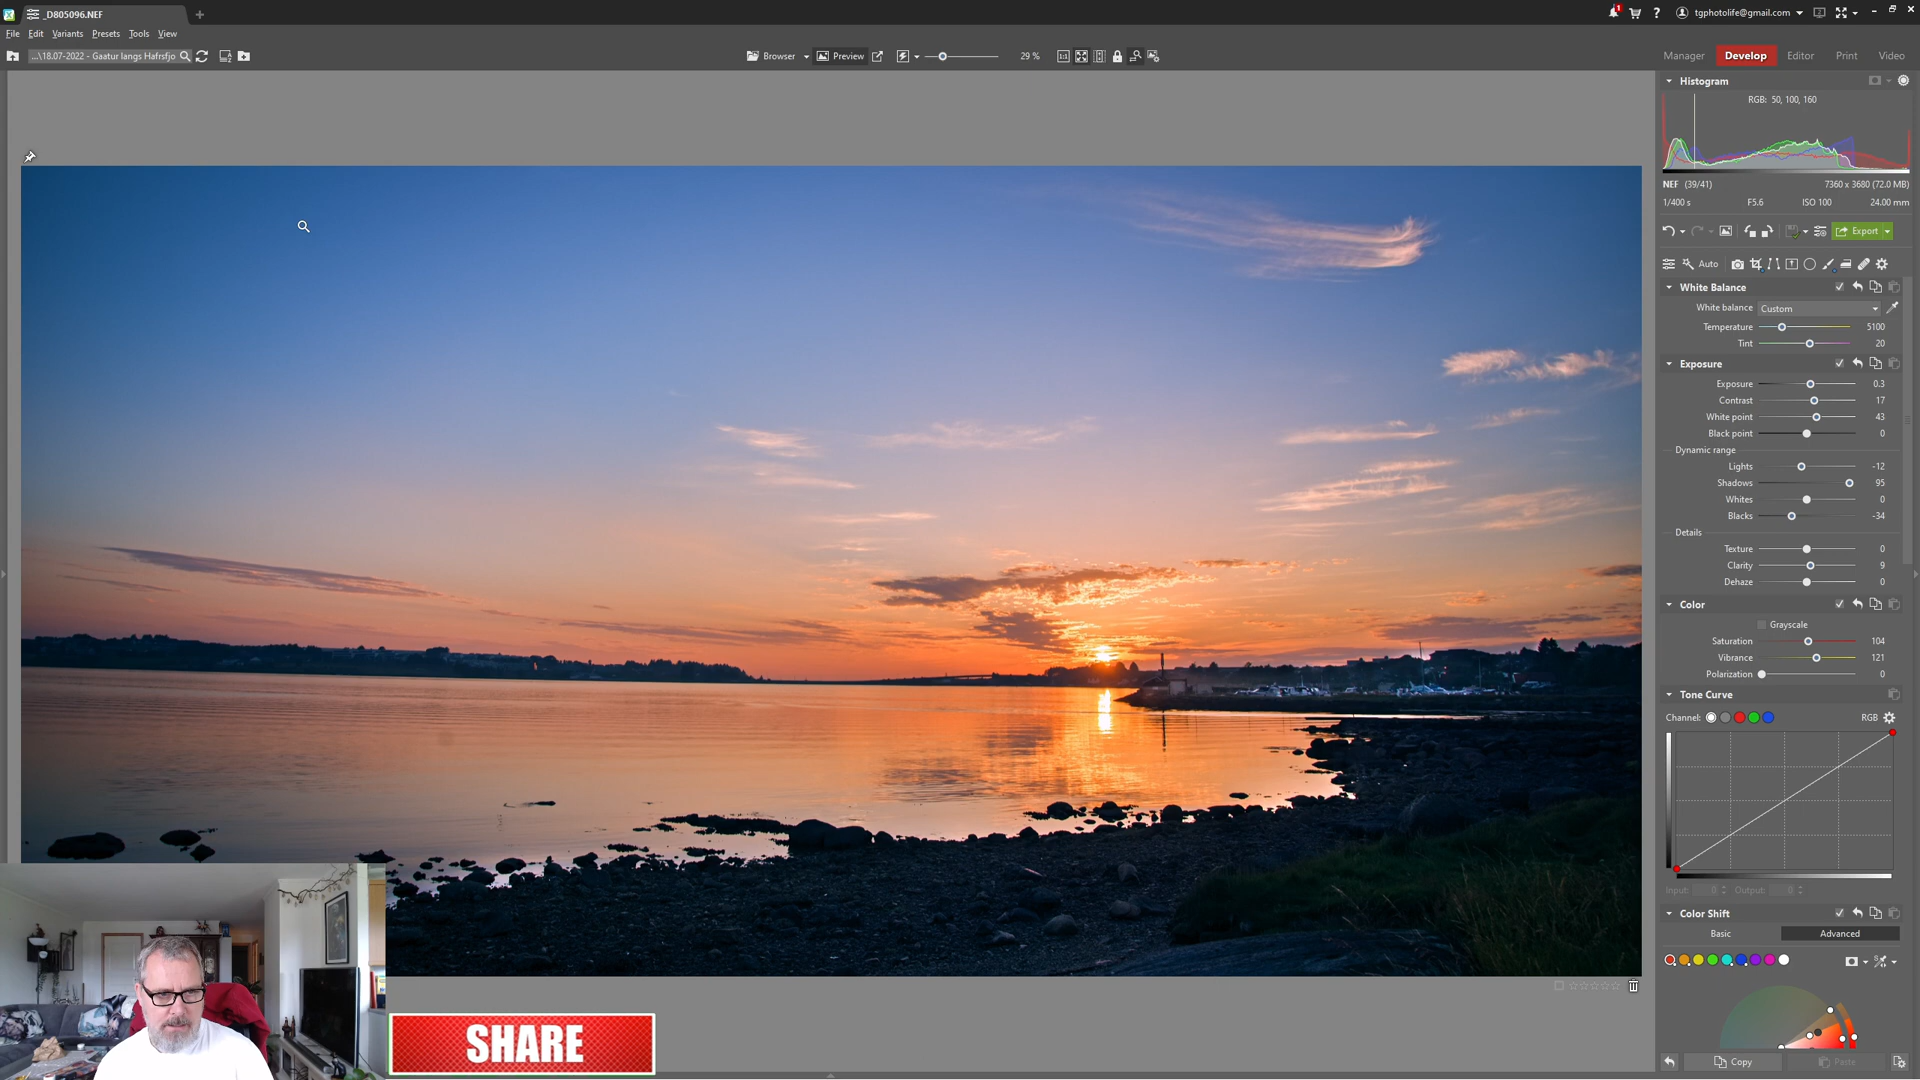 _D805096.NEF
tgphotolife@gmail.com
File Edit Variants Presets Tools View
...\18.07-2022 - Gaatur langs Hafrsfjo
Browser
Preview
29 %
Manager Develop Editor Print Video
Histogram
RGB: 50, 100, 160
NEF (39/41) 7360 x 3680 (72.0 MB)
1/400 s F5.6 ISO 100 24.00 mm
Export
Auto
White Balance
White balance Custom
Temperature 5100
Tint 20
Exposure
Exposure 0.3
Contrast 17
White point 43
Black point 0
Dynamic range
Lights -12
Shadows 95
Whites 0
Blacks -34
Details
Texture 0
Clarity 9
Dehaze 0
Color
Grayscale
Saturation 104
Vibrance 121
Polarization 0
Tone Curve
Channel: RGB
Input: 0 Output: 0
Color Shift
Basic Advanced
Copy Paste
SHARE